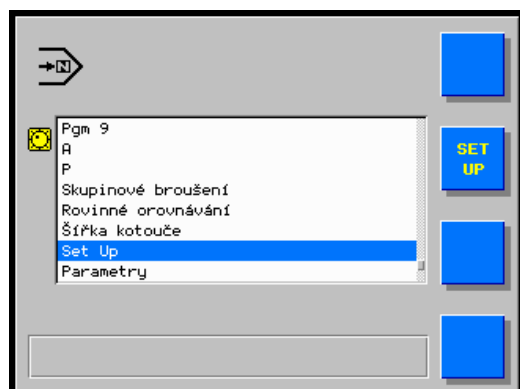 N
Pgm 9
A
P
Skupinové broušení
Rovinné orovnávání
Šířka kotouče
Set Up
Parametry
SET
UP